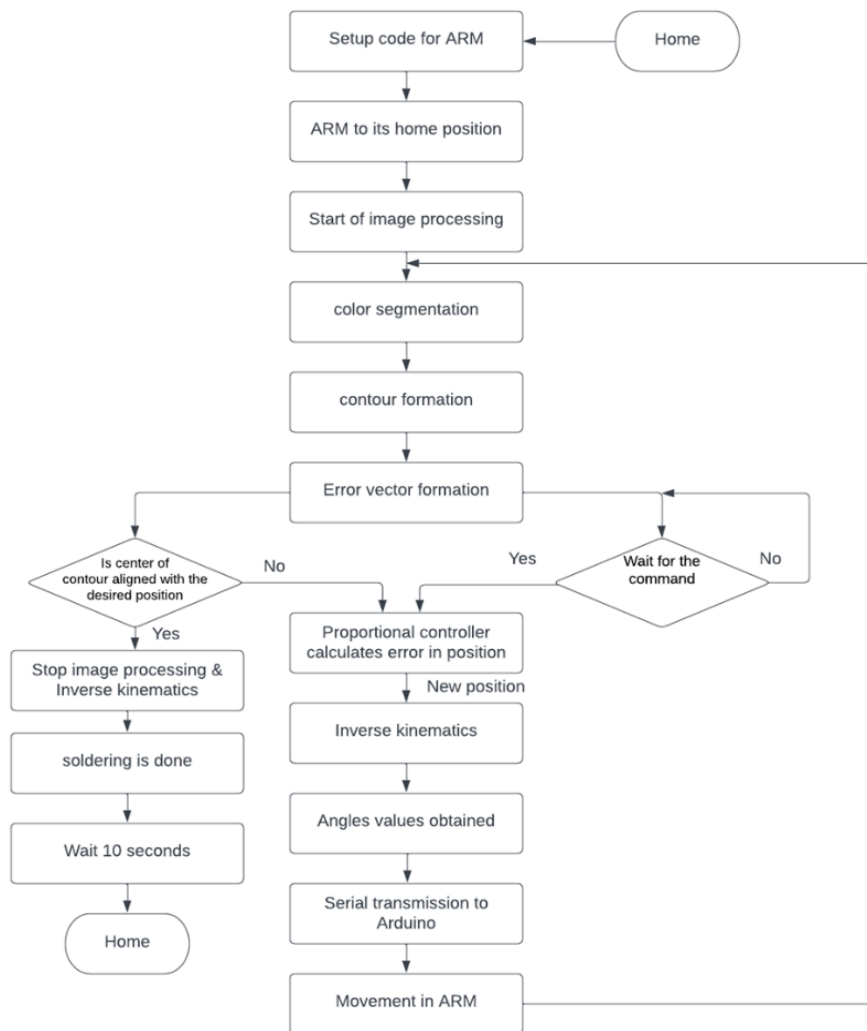 Setup code for ARM
Home
ARM to its home position
Start of image processing
color segmentation
contour formation
Error vector formation
Is center of
contour aligned with the
desired position
No
Yes
Wait for the
command
No
Yes
Proportional controller
calculates error in position
Stop image processing &
Inverse kinematics
New position
Inverse kinematics
soldering is done
Angles values obtained
Wait 10 seconds
Serial transmission to
Arduino
Home
Movement in ARM